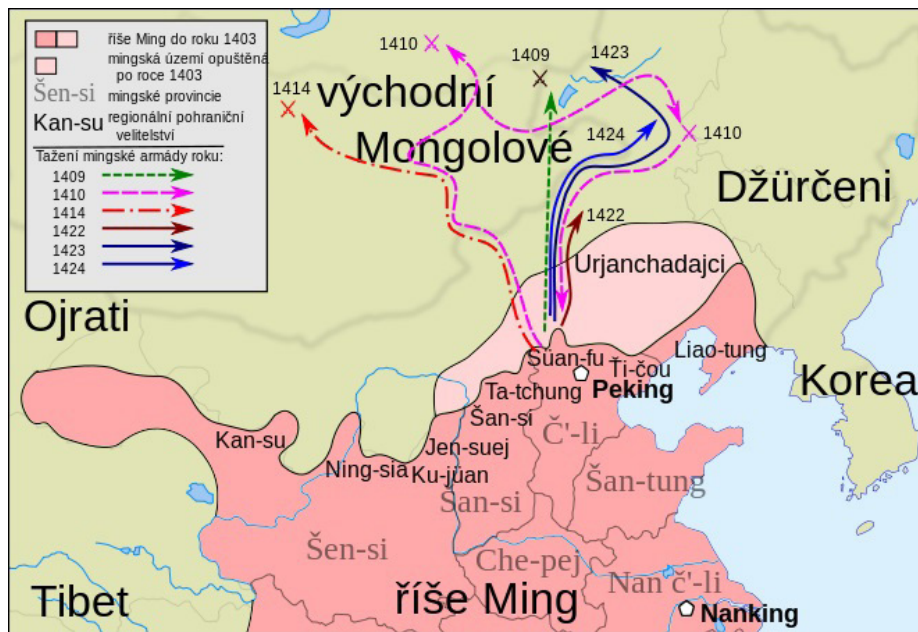 říše Ming do roku 1403
mingská území opuštěná
po roce 1403
Šen-si
mingské provincie
Kan-su
regionální pohraniční
velitelství
Tažení mingské armády roku:
1409
1410
1414
1422
1423
1424
1410
1409
1423
1414
východní
1424
1410
Mongolové
Džürčeni
1422
Urjanchadajci
Ojrati
Liao-tung
Süan-fu
Ťi-čou
Korea
Ta-tchung
Peking
Šan-si
Č'-li
Kan-su
Jen-suej
Ning-sia
Ku-jüan
Šan-si
Šan-tung
Šen-si
Che-pej
Nan č'-li
Tibet
říše Ming
Nanking